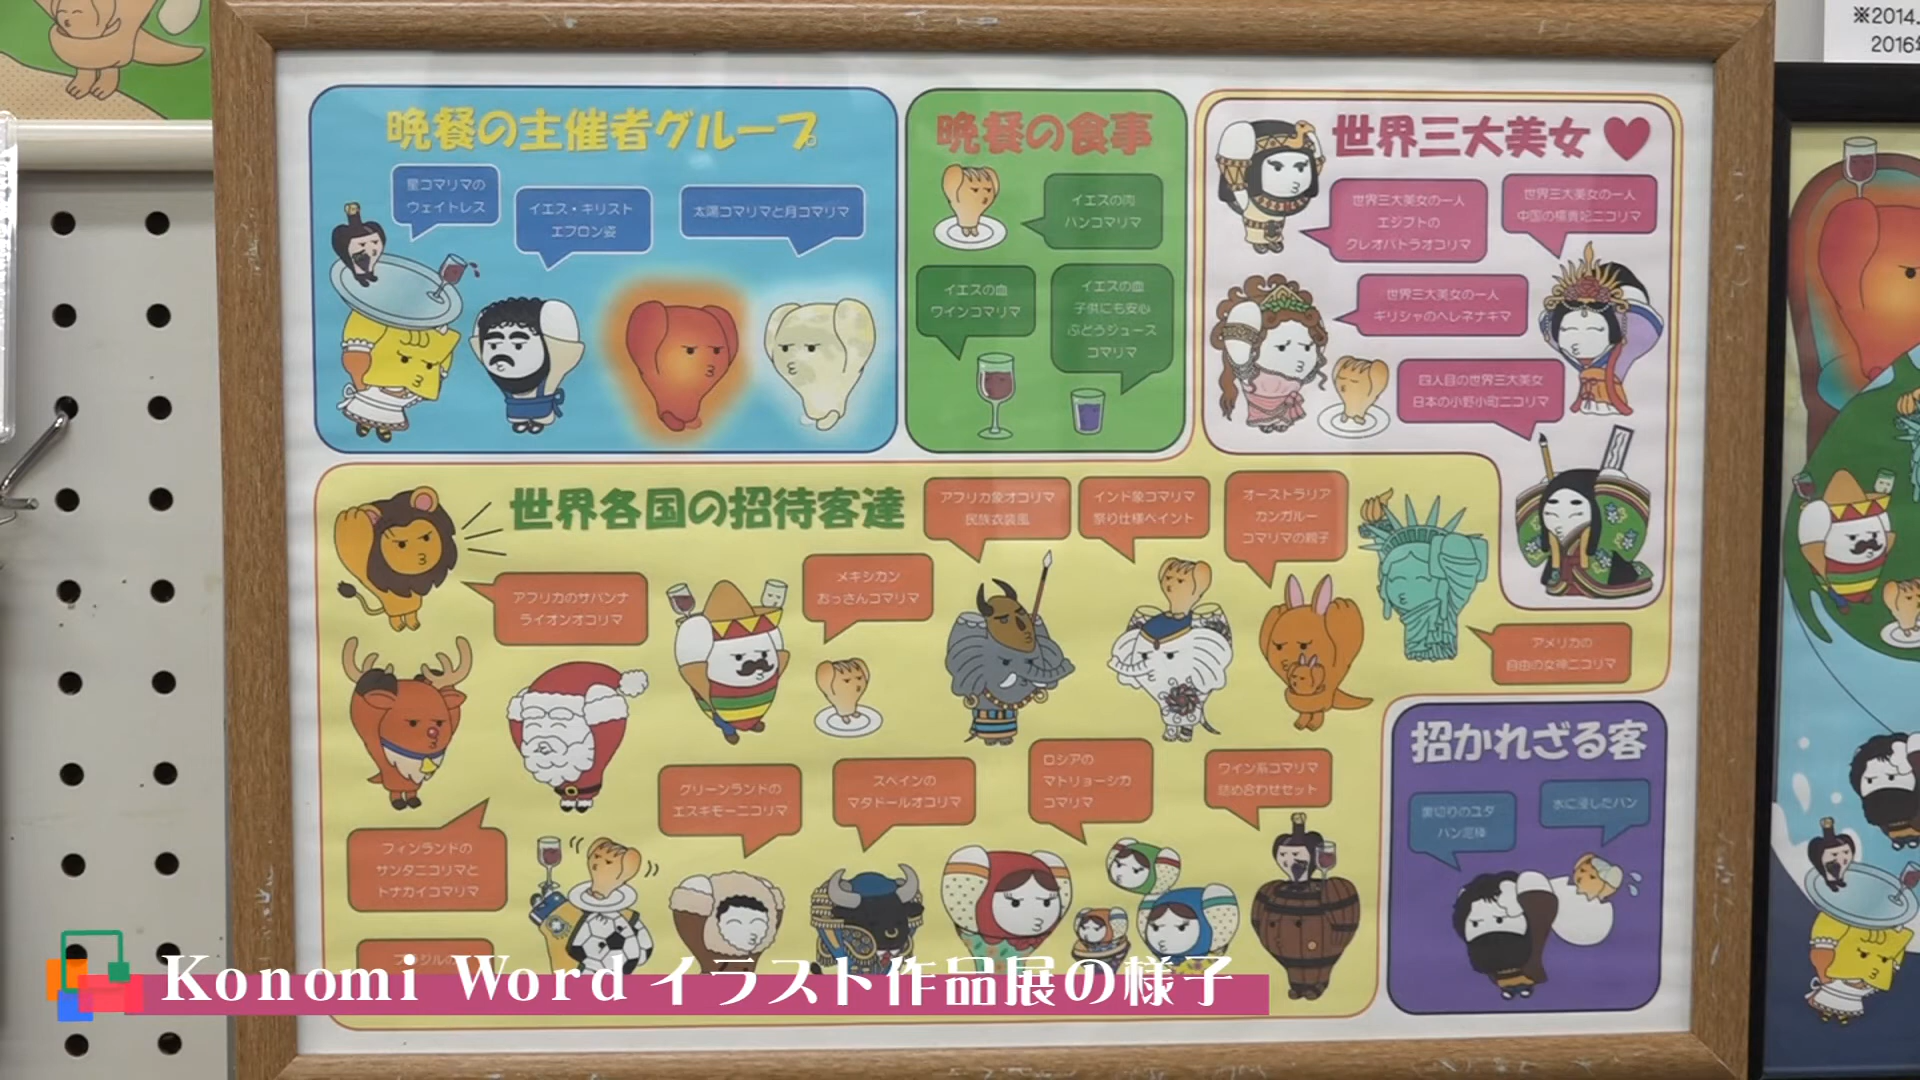 ※2014.
2016
晩餐の主催者グループ
星コマリマの
ウェイトレス
イエス・キリスト
エプロン姿
太陽コマリマと月コマリマ
晩餐の食事
イエスの肉
パンコマリマ
イエスの血
ワインコマリマ
イエスの血
子供にも安心
ぶどうジュース
コマリマ
世界三大美女
世界三大美女の一人
エジプトの
クレオパトラオコリマ
世界三大美女の一人
中国の楊貴妃ニコリマ
世界三大美女の一人
ギリシャのヘレネナキマ
四人目の世界三大美女
日本の小野小町ニコリマ
世界各国の招待客達
アフリカのサバンナ
ライオンオコリマ
メキシカン
おっさんコマリマ
アフリカ象オコリマ
民族衣装風
インド象コマリマ
祭り仕様ペイント
オーストラリア
カンガルー
コマリマの親子
アメリカの
自由の女神ニコリマ
フィンランドの
サンタニコリマと
トナカイコマリマ
グリーンランドの
エスキモーニコリマ
スペインの
マタドールオコリマ
ロシアの
マトリョーシカ
コマリマ
ワイン系コマリマ
詰め合わせセット
招かれざる客
裏切りのユダ
パン泥棒
水に浸したパン
Konomi Wordイラスト作品展の様子